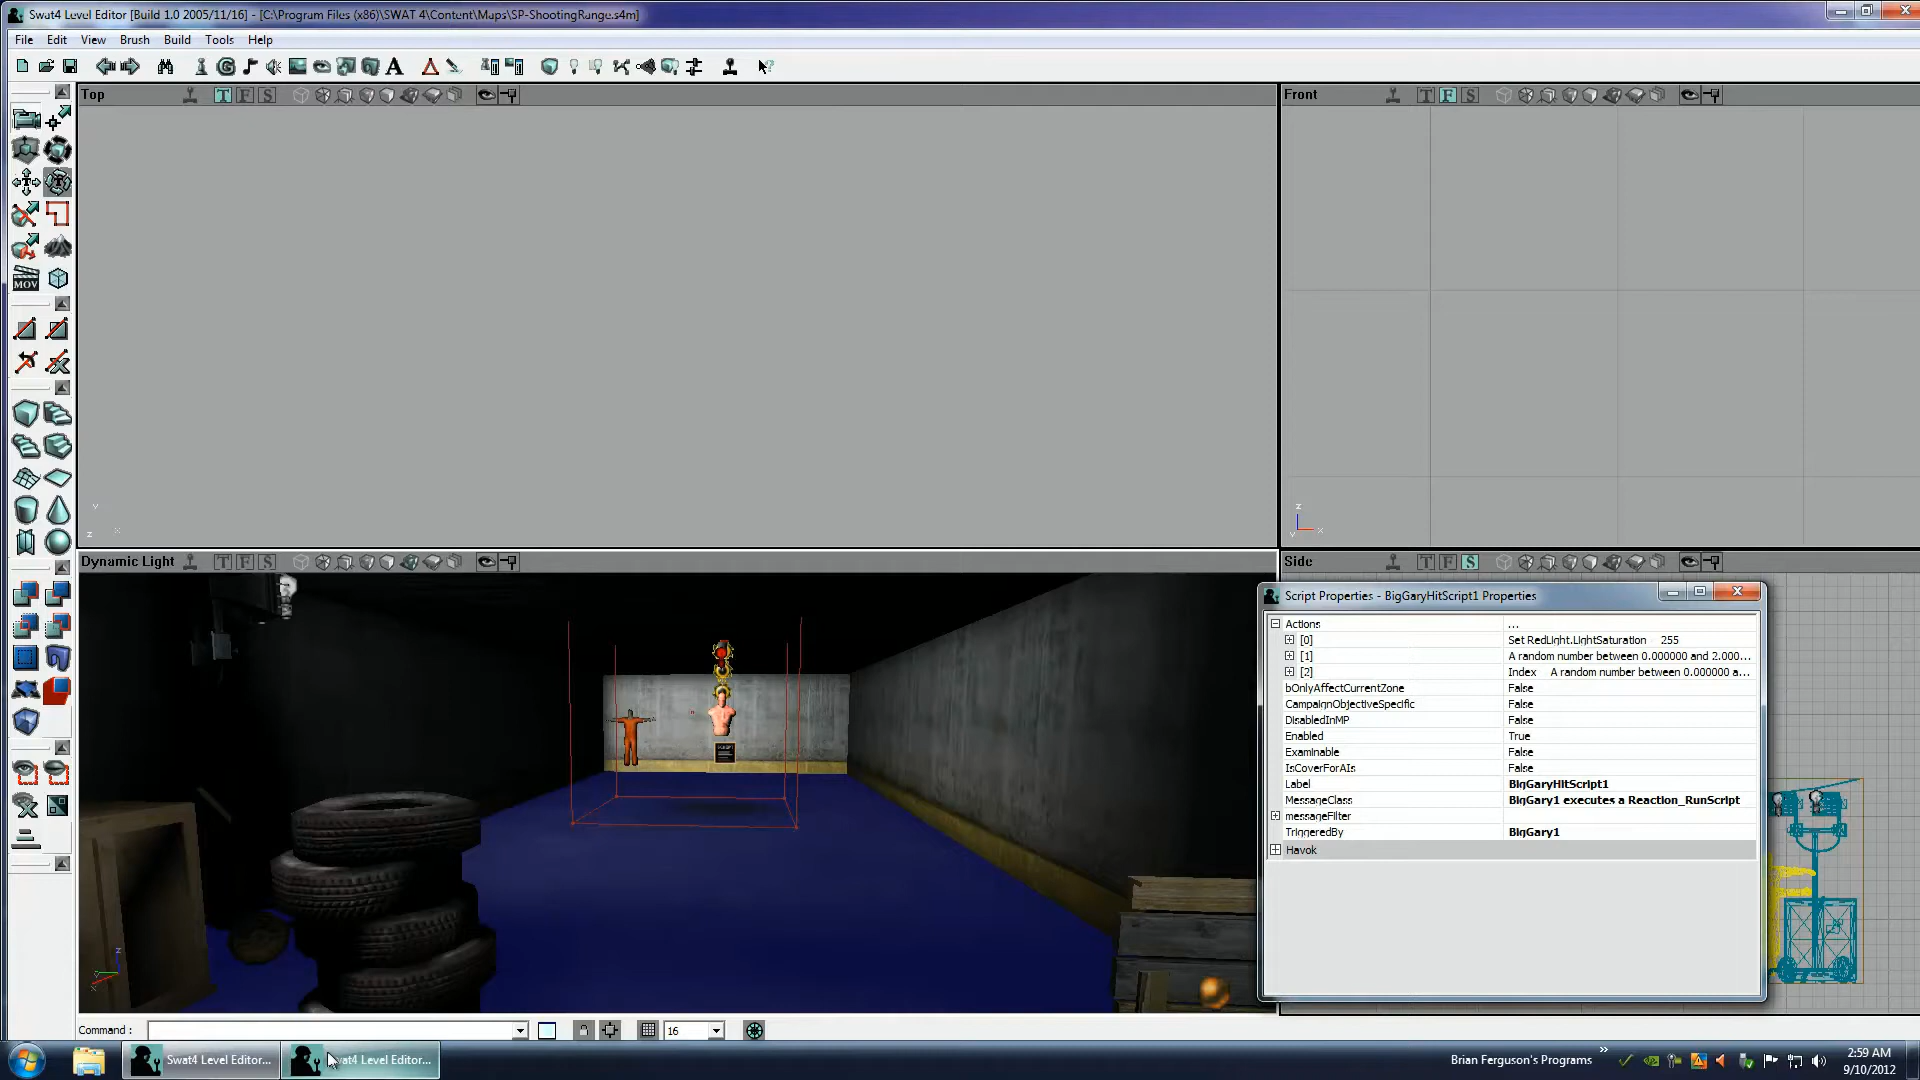 Swat4 Level Editor [Build 1.0 2005/11/16] - [C:\Program Files (x86)\SWAT 4\Content\Maps\SP-ShootingRange.s4m]
File Edit View Brush Build Tools Help
Top T F S
Front T F S
MOV
Dynamic Light T F S
Side T F S
Script Properties - BigGaryHitScript1 Properties
Actions ...
[0] Set RedLight.LightSaturation 255
[1] A random number between 0.000000 and 2.000...
[2] Index A random number between 0.000000 a...
bOnlyAffectCurrentZone False
CampaignObjectiveSpecific False
DisabledInMP False
Enabled True
Examinable False
IsCoverForAIs False
Label BigGaryHitScript1
MessageClass BigGary1 executes a Reaction_RunScript
messageFilter
TriggeredBy BigGary1
Havok
Command : 16
Swat4 Level Editor... wat4 Level Editor...
Brian Ferguson's Programs
2:59 AM
9/10/2012